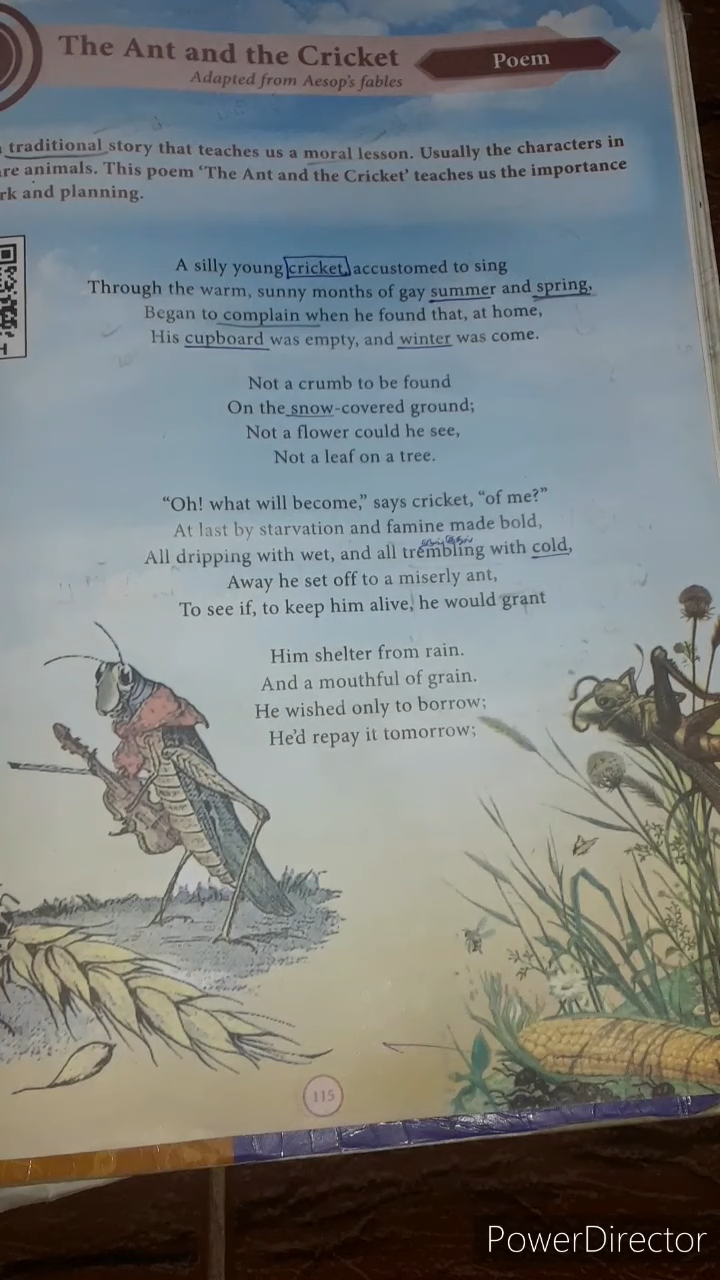 The Ant and the Cricket
Poem
Adapted from Aesop's fables
traditional story that teaches us a moral lesson. Usually the characters in
re animals. This poem 'The Ant and the Cricket' teaches us the importance
rk and planning.
A silly young cricket, accustomed to sing
Through the warm, sunny months of gay summer and spring,
Began to complain when he found that, at home,
His cupboard was empty, and winter was come.
Not a crumb to be found
On the snow-covered ground;
Not a flower could he see,
Not a leaf on a tree.
"Oh! what will become," says cricket, "of me?"
At last by starvation and famine made bold,
All dripping with wet, and all trembling with cold,
Away he set off to a miserly ant,
To see if, to keep him alive, he would grant
Him shelter from rain.
And a mouthful of grain.
He wished only to borrow;
He'd repay it tomorrow;
115
PowerDirector